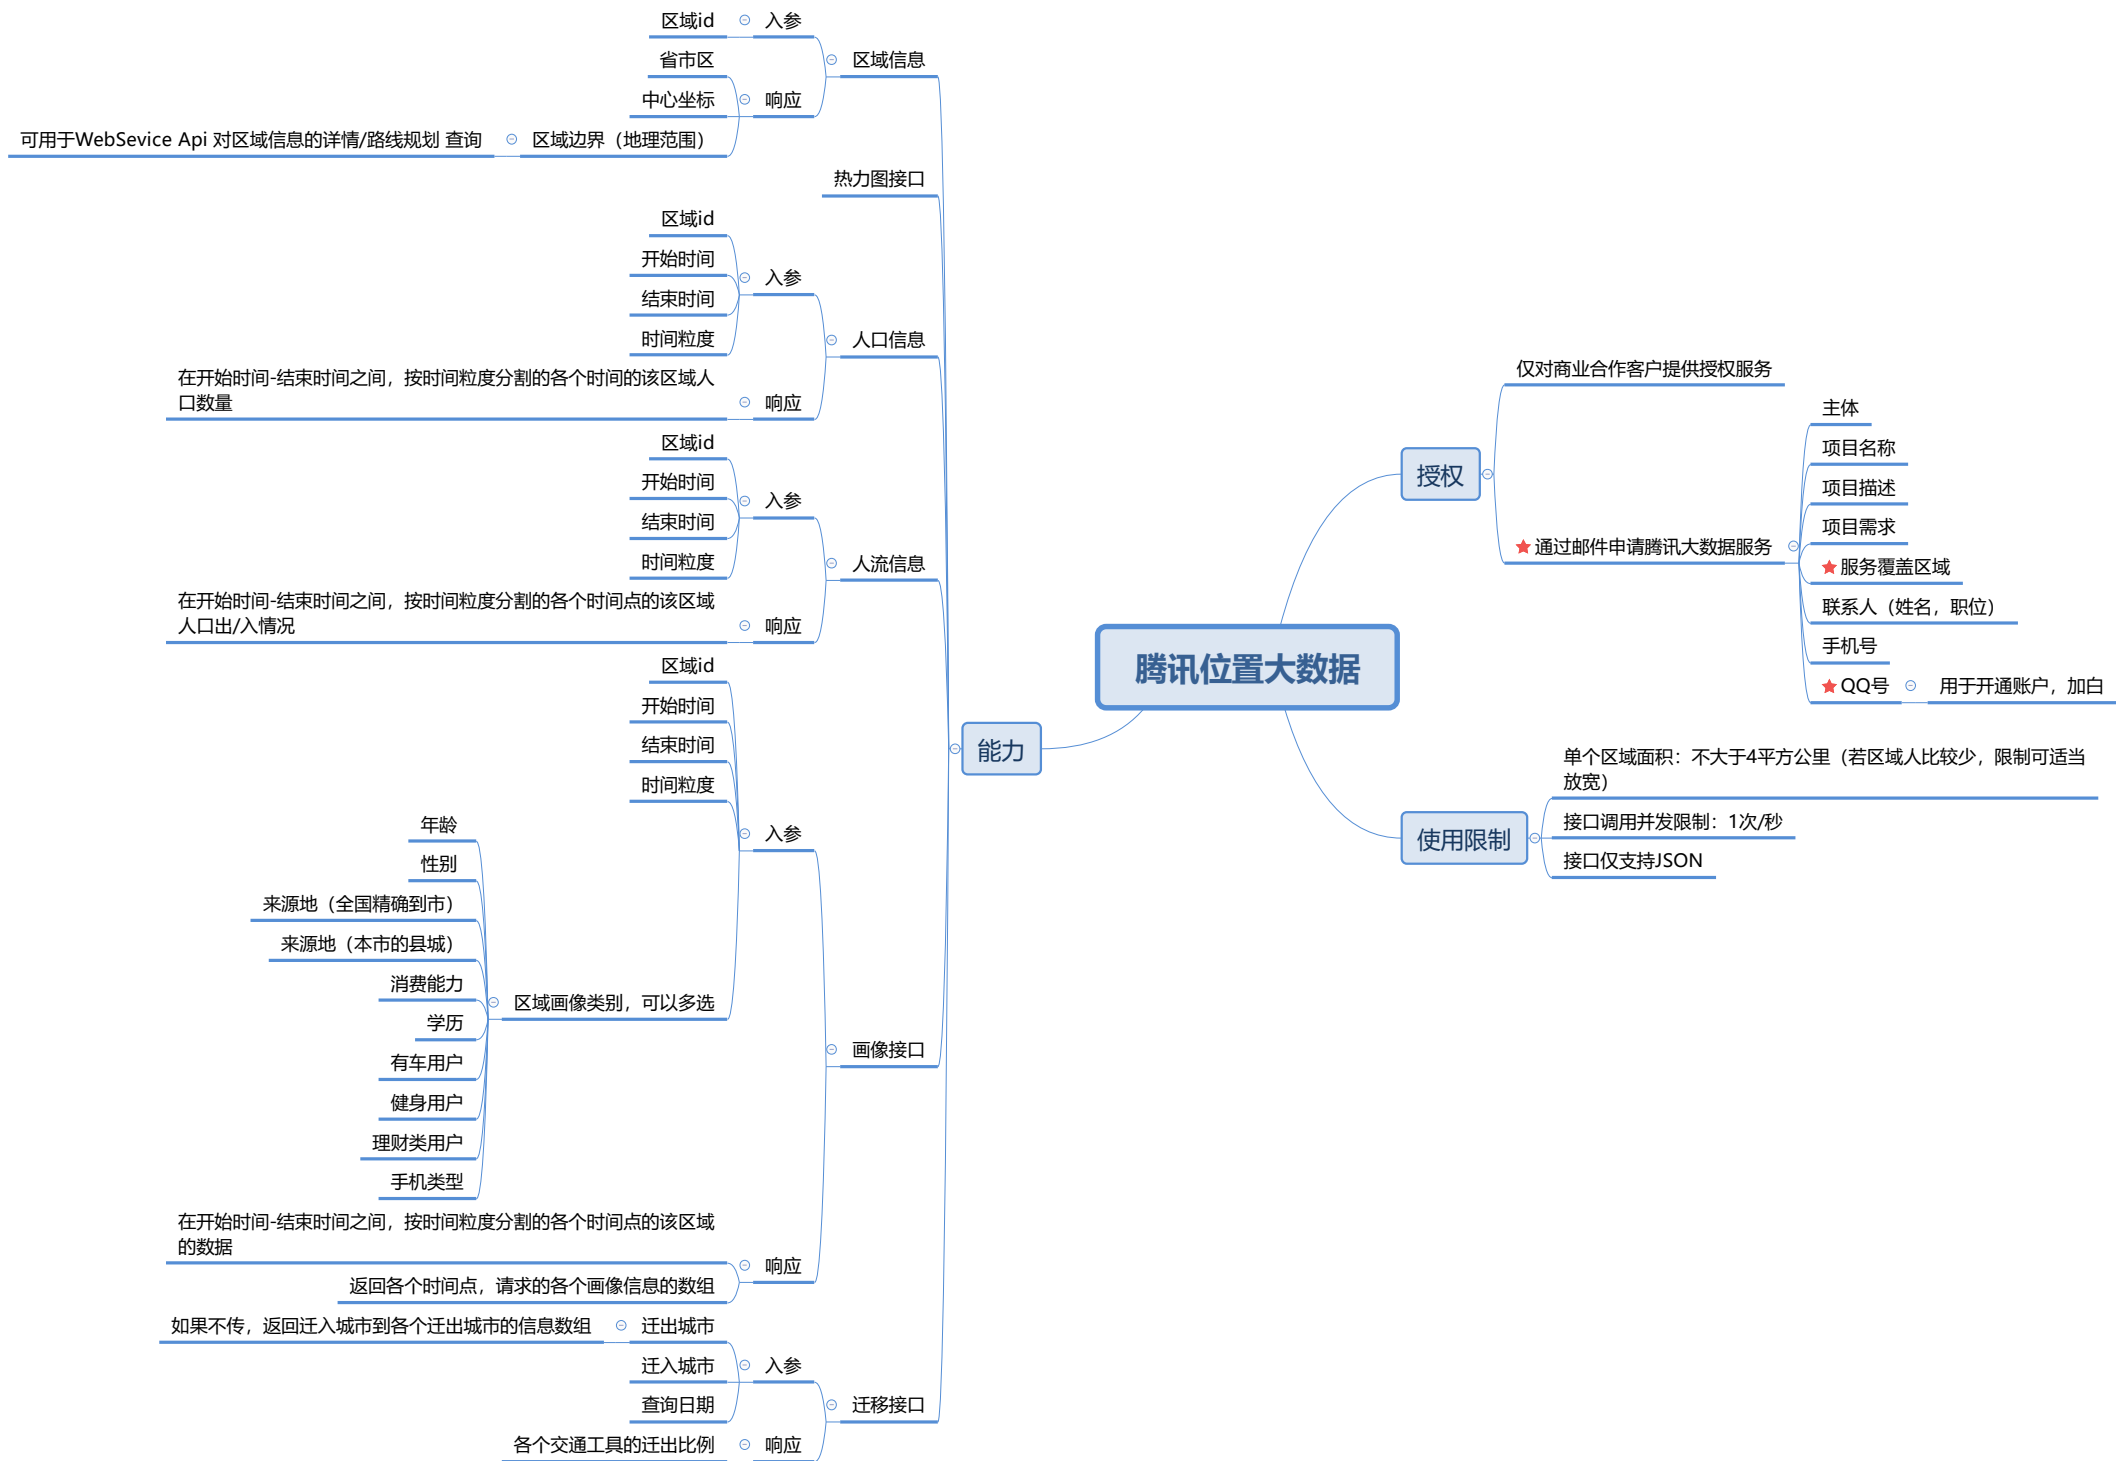 腾讯位置大数据
授权
仅对商业合作客户提供授权服务
通过邮件申请腾讯大数据服务
主体
项目名称
项目描述
项目需求
服务覆盖区域
联系人（姓名，职位）
手机号
QQ号
用于开通账户，加白
使用限制
单个区域面积：不大于4平方公里（若区域人比较少，限制可适当
放宽）
接口调用并发限制：1次/秒
接口仅支持JSON
能力
区域信息
入参
区域id
响应
省市区
中心坐标
区域边界（地理范围）
可用于WebSevice Api 对区域信息的详情/路线规划 查询
热力图接口
人口信息
入参
区域id
开始时间
结束时间
时间粒度
响应
在开始时间-结束时间之间，按时间粒度分割的各个时间的该区域人
口数量
人流信息
入参
区域id
开始时间
结束时间
时间粒度
响应
在开始时间-结束时间之间，按时间粒度分割的各个时间点的该区域
人口出/入情况
画像接口
入参
区域id
开始时间
结束时间
时间粒度
区域画像类别，可以多选
年龄
性别
来源地（全国精确到市）
来源地（本市的县城）
消费能力
学历
有车用户
健身用户
理财类用户
手机类型
响应
在开始时间-结束时间之间，按时间粒度分割的各个时间点的该区域
的数据
返回各个时间点，请求的各个画像信息的数组
迁移接口
入参
迁出城市
如果不传，返回迁入城市到各个迁出城市的信息数组
迁入城市
查询日期
响应
各个交通工具的迁出比例